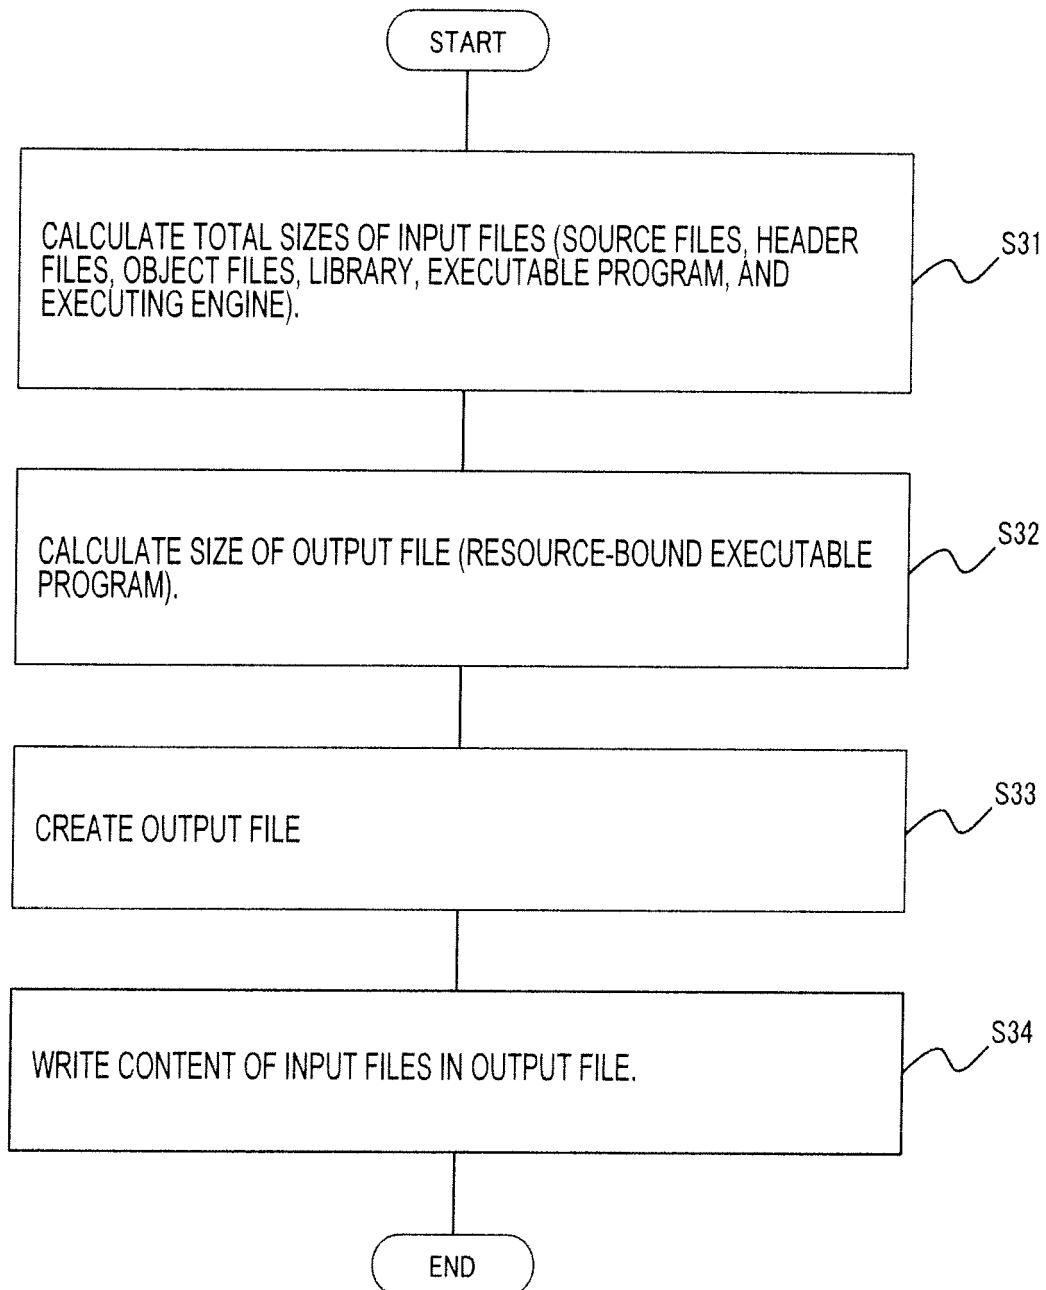 START
CALCULATE TOTAL SIZES OF INPUT FILES (SOURCE FILES, HEADER
FILES, OBJECT FILES, LIBRARY, EXECUTABLE PROGRAM, AND
EXECUTING ENGINE).
S31
CALCULATE SIZE OF OUTPUT FILE (RESOURCE-BOUND EXECUTABLE
PROGRAM).
S32
CREATE OUTPUT FILE
S33
WRITE CONTENT OF INPUT FILES IN OUTPUT FILE.
S34
END